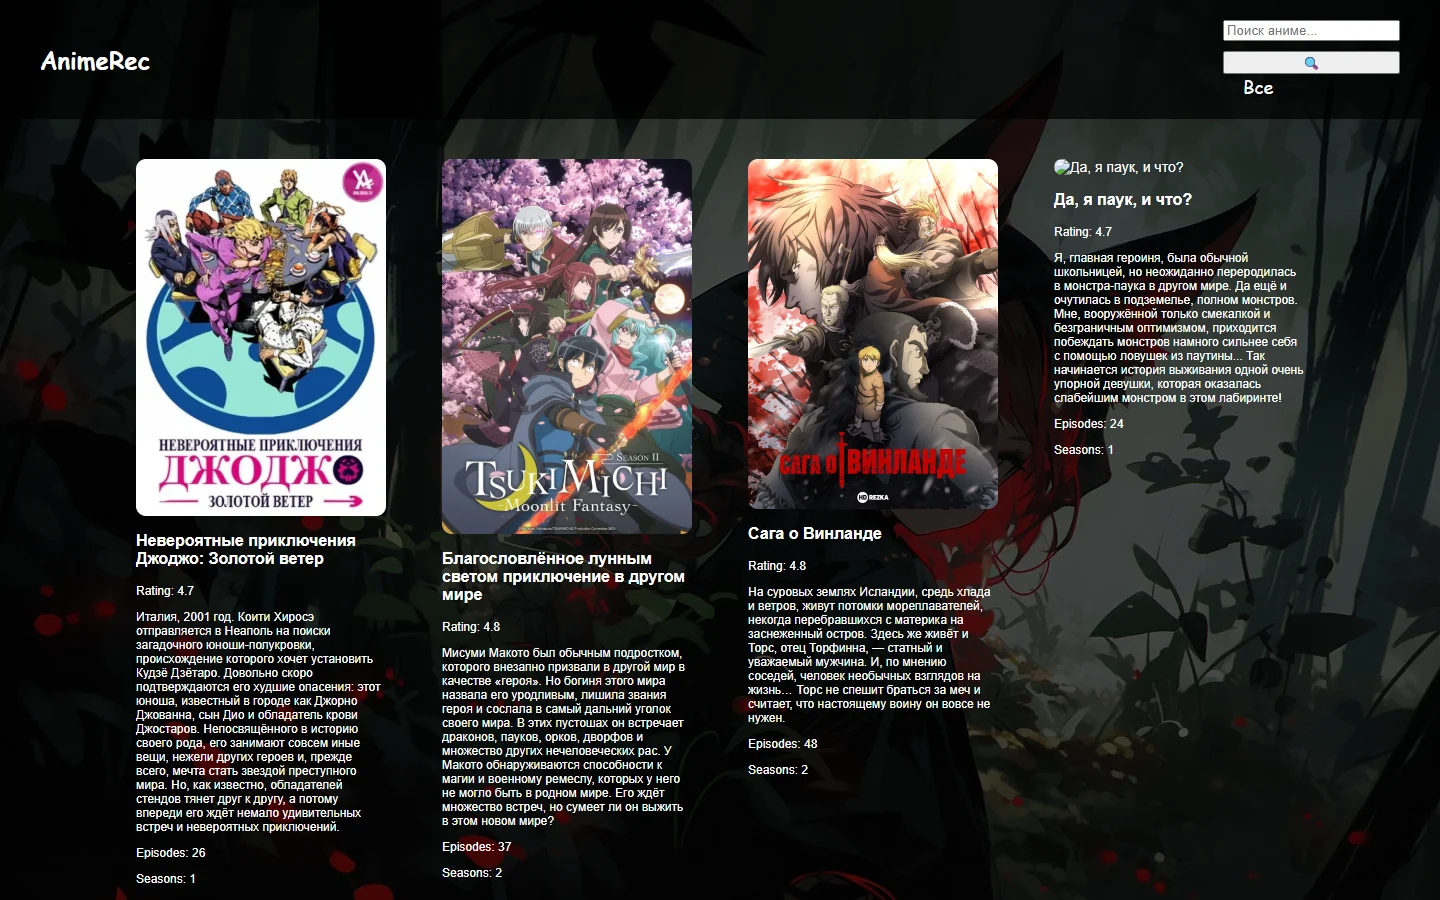 AnimeRec
Поиск аниме...
Все
НЕВЕРОЯТНЫЕ ПРИКЛЮЧЕНИЯ
ДЖОДЖО
ЗОЛОТОЙ ВЕТЕР
Невероятные приключения
Джоджо: Золотой ветер
Rating: 4.7
Италия, 2001 год. Коити Хиросэ
отправляется в Неаполь на поиски
загадочного юноши-полукровки,
происхождение которого хочет установить
Кудзё Дзётаро. Довольно скоро
подтверждаются его худшие опасения: этот
юноша, известный в городе как Джорно
Джованна, сын Дио и обладатель крови
Джостаров. Непосвящённого в историю
своего рода, его занимают совсем иные
вещи, нежели других героев и, прежде
всего, мечта стать звездой преступного
мира. Но, как известно, обладателей
стендов тянет друг к другу, а потому
впереди его ждёт немало удивительных
встреч и невероятных приключений.
Episodes: 26
Seasons: 1
SEASON II
TSUKIMICHI
-Moonlit Fantasy-
Благословлённое лунным
светом приключение в другом
мире
Rating: 4.8
Мисуми Макото был обычным подростком,
которого внезапно призвали в другой мир в
качестве «героя». Но богиня этого мира
назвала его уродливым, лишила звания
героя и сослала в самый дальний уголок
своего мира. В этих пустошах он встречает
драконов, пауков, орков, дворфов и
множество других нечеловеческих рас. У
Макото обнаруживаются способности к
магии и военному ремеслу, которых у него
не могло быть в родном мире. Его ждёт
множество встреч, но сумеет ли он выжить
в этом новом мире?
Episodes: 37
Seasons: 2
САГА О ВИНЛАНДЕ
HD REZKA
Сага о Винланде
Rating: 4.8
На суровых землях Исландии, средь хлада
и ветров, живут потомки мореплавателей,
некогда перебравшихся с материка на
заснеженный остров. Здесь же живёт и
Торс, отец Торфинна, — статный и
уважаемый мужчина. И, по мнению
соседей, человек необычных взглядов на
жизнь... Торс не спешит браться за меч и
считает, что настоящему воину он вовсе не
нужен.
Episodes: 48
Seasons: 2
Да, я паук, и что?
Да, я паук, и что?
Rating: 4.7
Я, главная героиня, была обычной
школьницей, но неожиданно переродилась
в монстра-паука в другом мире. Да ещё и
очутилась в подземелье, полном монстров.
Мне, вооружённой только смекалкой и
безграничным оптимизмом, приходится
побеждать монстров намного сильнее себя
с помощью ловушек из паутины... Так
начинается история выживания одной очень
упорной девушки, которая оказалась
слабейшим монстром в этом лабиринте!
Episodes: 24
Seasons: 1